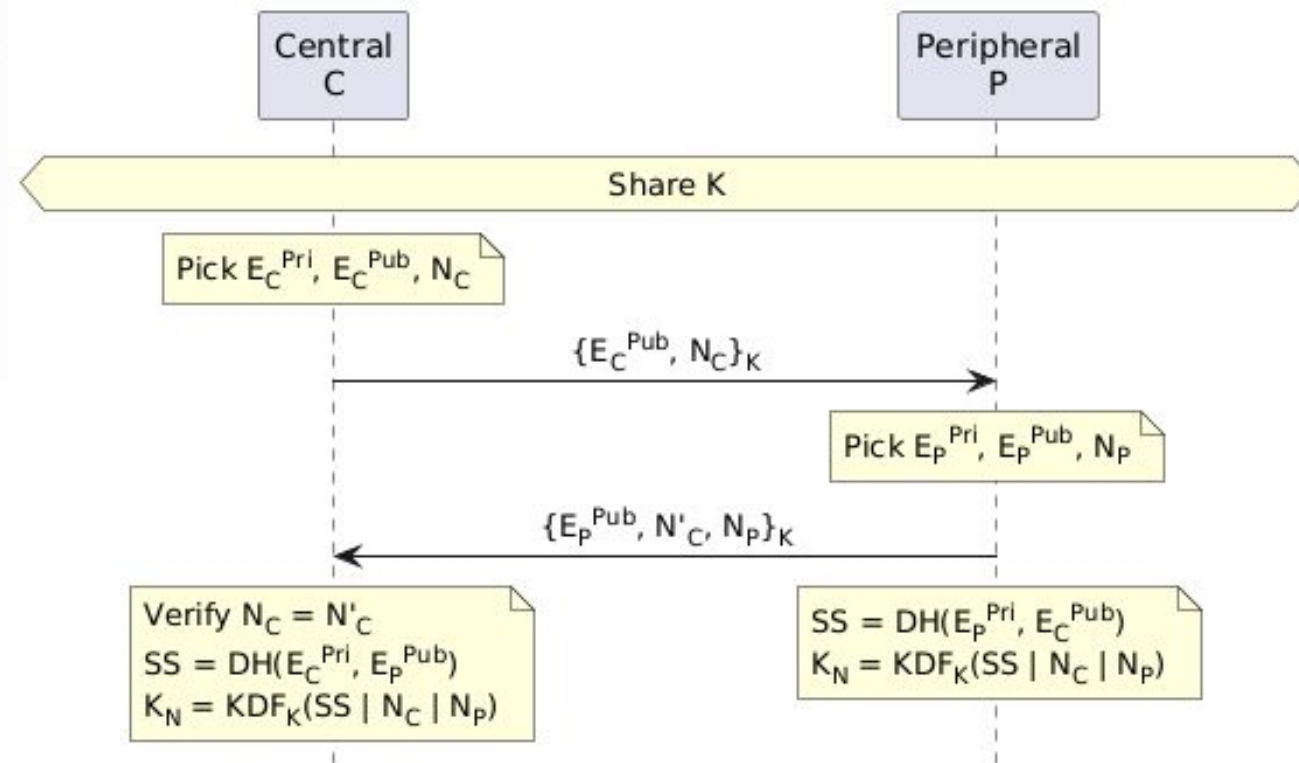 Central
C
Peripheral
P
Share K
Pick E_C^Pri, E_C^Pub, N_C
{E_C^Pub, N_C}_K
Pick E_P^Pri, E_P^Pub, N_P
{E_P^Pub, N'_C, N_P}_K
Verify N_C = N'_C
SS = DH(E_C^Pri, E_P^Pub)
K_N = KDF_K(SS | N_C | N_P)
SS = DH(E_P^Pri, E_C^Pub)
K_N = KDF_K(SS | N_C | N_P)